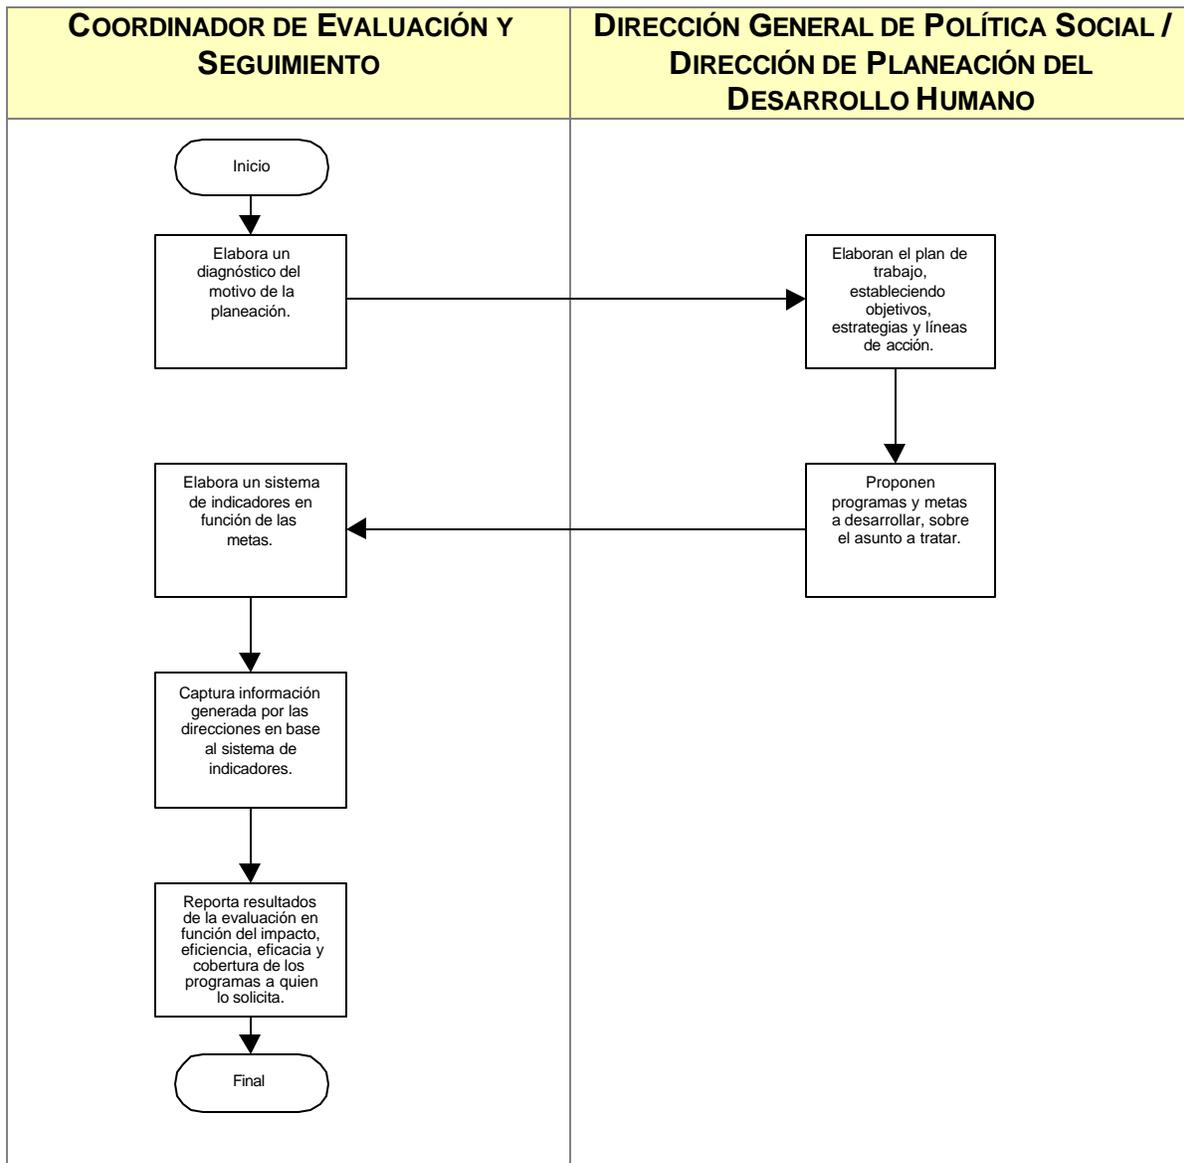 COORDINADOR DE EVALUACIÓN Y
SEGUIMIENTO
DIRECCIÓN GENERAL DE POLÍTICA SOCIAL /
DIRECCIÓN DE PLANEACIÓN DEL
DESARROLLO HUMANO
Inicio
Elabora un
diagnóstico del
motivo de la
planeación.
Elaboran el plan de
trabajo,
estableciendo
objetivos,
estrategias y líneas
de acción.
Proponen
programas y metas
a desarrollar, sobre
el asunto a tratar.
Elabora un sistema
de indicadores en
función de las
metas.
Captura información
generada por las
direcciones en base
al sistema de
indicadores.
Reporta resultados
de la evaluación en
función del impacto,
eficiencia, eficacia y
cobertura de los
programas a quien
lo solicita.
Final